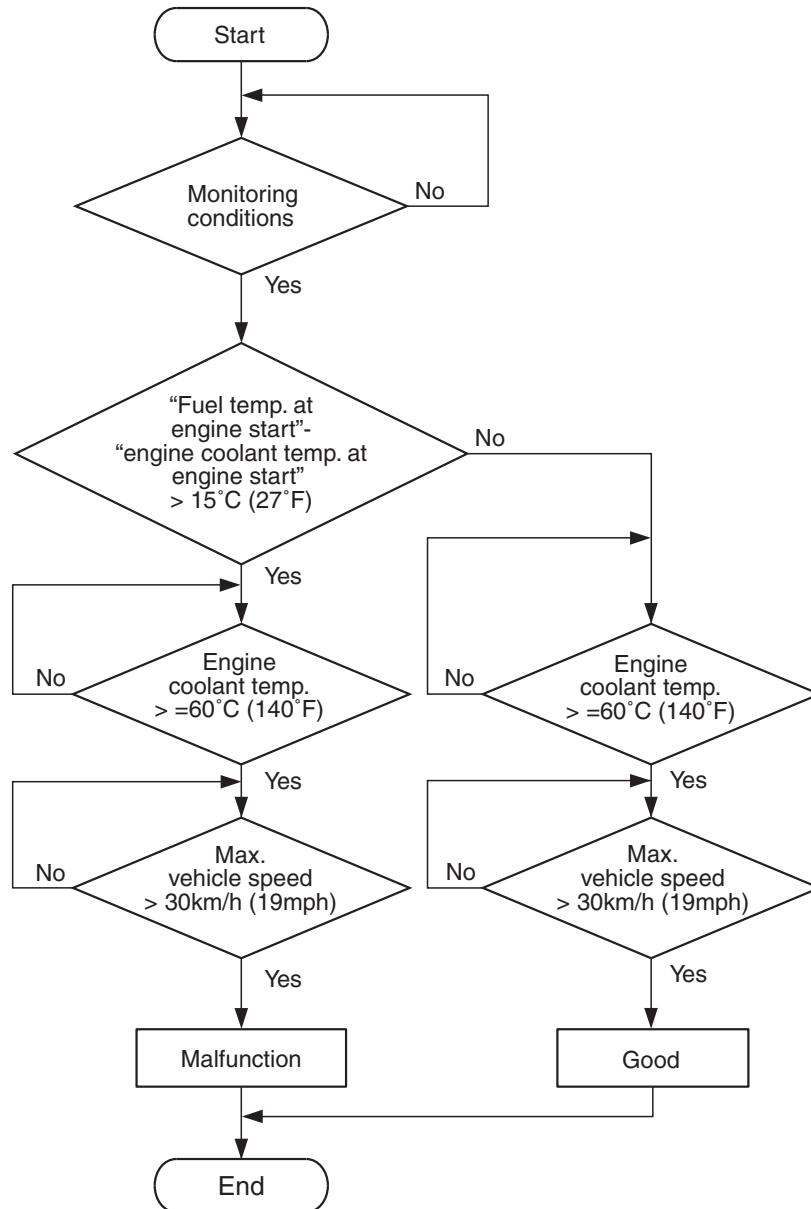 Start
Monitoring
conditions
No
Yes
“Fuel temp. at
engine start”-
“engine coolant temp. at
engine start”
> 15˚C (27˚F)
No
Yes
Engine
coolant temp.
> =60˚C (140˚F)
No
Yes
Engine
coolant temp.
> =60˚C (140˚F)
No
Yes
Max.
vehicle speed
> 30km/h (19mph)
No
Yes
Max.
vehicle speed
> 30km/h (19mph)
No
Yes
Malfunction
Good
End